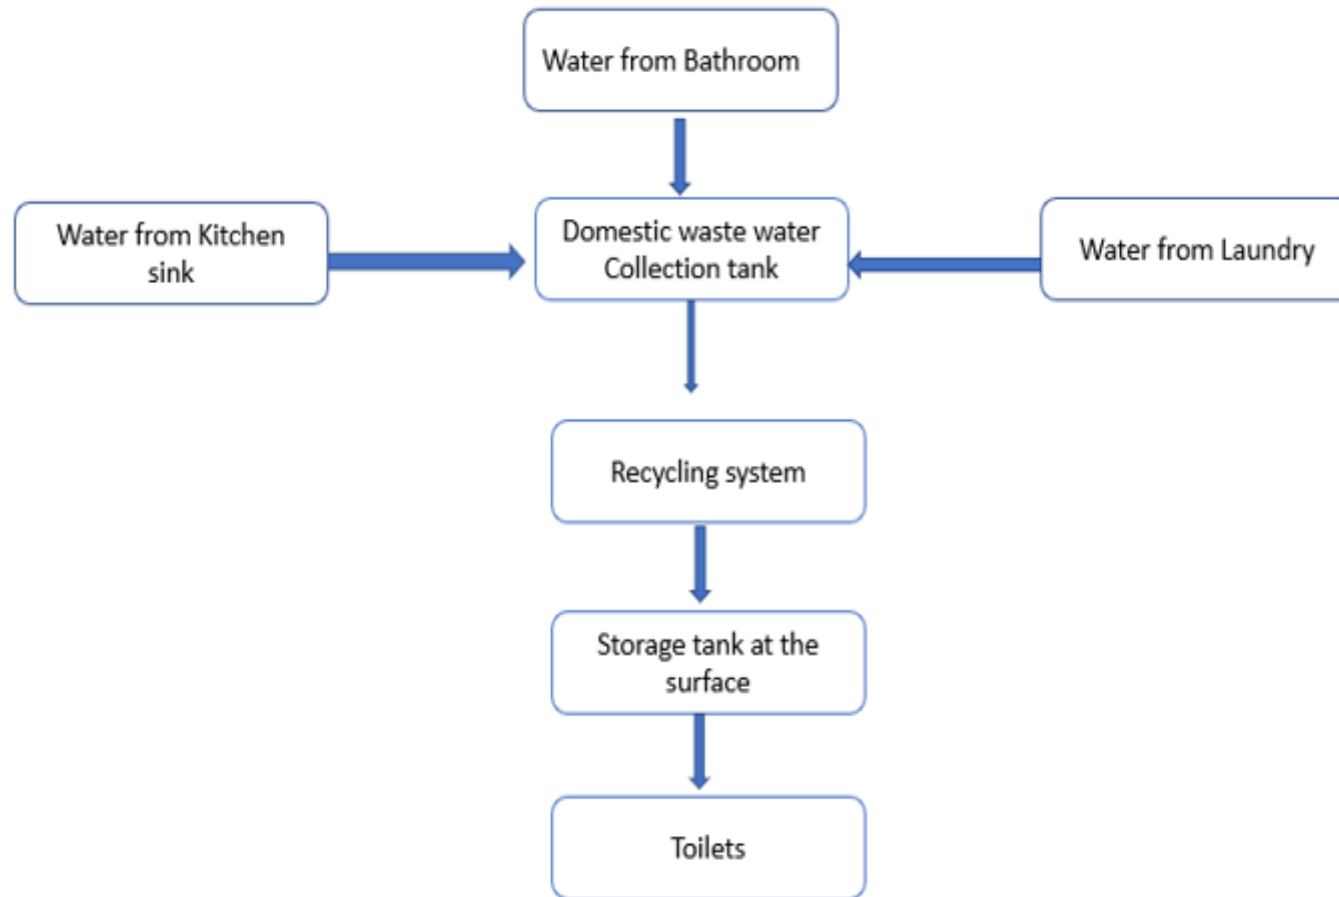 Water from Bathroom
Water from Kitchen
sink
Domestic waste water
Collection tank
Water from Laundry
Recycling system
Storage tank at the
surface
Toilets